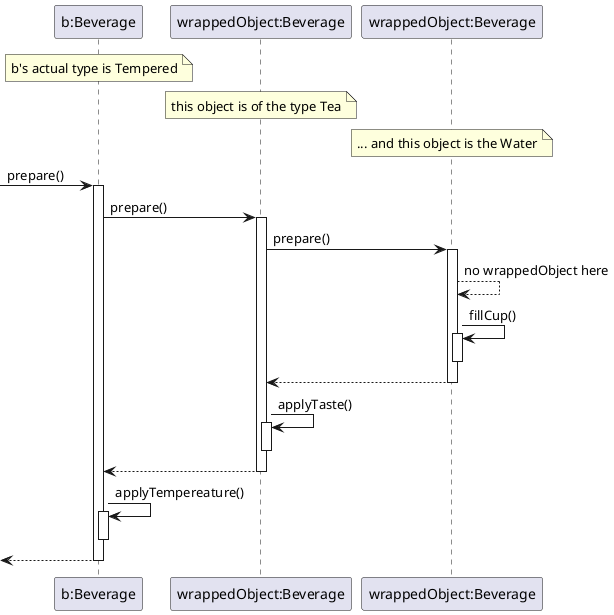 b:Beverage
wrappedObject:Beverage
wrappedObject:Beverage
b's actual type is Tempered
this object is of the type Tea
... and this object is the Water
prepare()
prepare()
prepare()
no wrappedObject here
fillCup()
applyTaste()
applyTempereature()
b:Beverage
wrappedObject:Beverage
wrappedObject:Beverage